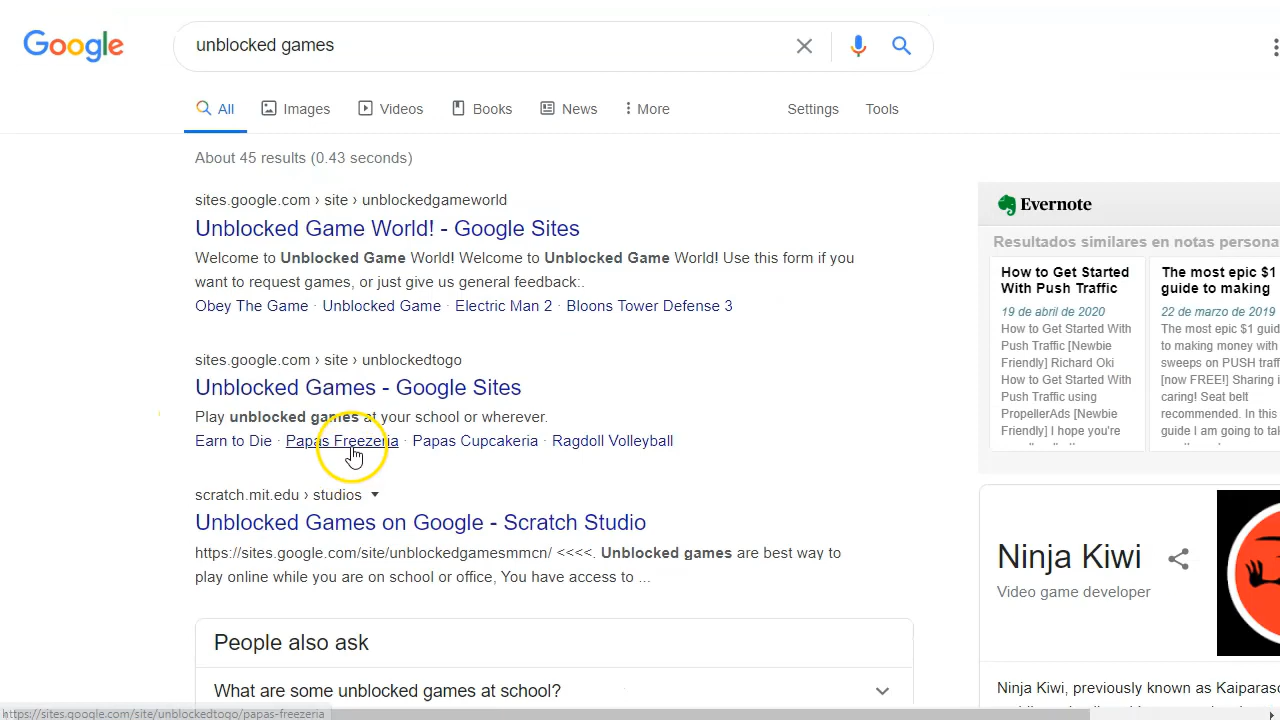 Google
unblocked games
All
Images
Videos
Books
News
More
Settings
Tools
About 45 results (0.43 seconds)
sites.google.com › site › unblockedgameworld
Unblocked Game World! - Google Sites
Welcome to Unblocked Game World! Welcome to Unblocked Game World! Use this form if you
want to request games, or just give us general feedback:.
Obey The Game · Unblocked Game · Electric Man 2 · Bloons Tower Defense 3
sites.google.com › site › unblockedtogo
Unblocked Games - Google Sites
Play unblocked games at your school or wherever.
Earn to Die · Papas Freezeria · Papas Cupcakeria · Ragdoll Volleyball
scratch.mit.edu › studios
Unblocked Games on Google - Scratch Studio
https://sites.google.com/site/unblockedgamesmmcn/ <<<<. Unblocked games are best way to
play online while you are on school or office, You have access to ...
People also ask
What are some unblocked games at school?
Evernote
Resultados similares en notas persona
How to Get Started
With Push Traffic
19 de abril de 2020
How to Get Started With
Push Traffic [Newbie
Friendly] Richard Oki
How to Get Started With
Push Traffic using
PropellerAds [Newbie
Friendly] I hope you're
The most epic $1
guide to making
22 de marzo de 2019
The most epic $1 guid
to making money with
sweeps on PUSH traff
[now FREE!] Sharing i
caring! Seat belt
recommended. In this
guide I am going to tak
Ninja Kiwi
Video game developer
Ninja Kiwi, previously known as Kaiparaso
https://sites.google.com/site/unblockedtogo/papas-freezeria